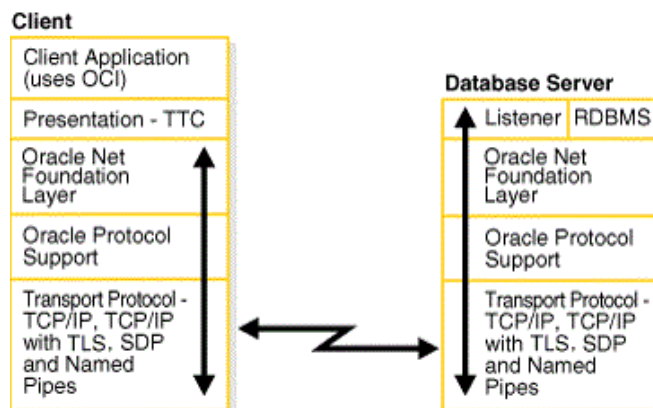 Client
Client Application
(uses OCI)
Presentation - TTC
Oracle Net
Foundation
Layer
Oracle Protocol
Support
Transport Protocol -
TCP/IP, TCP/IP
with TLS, SDP
and Named
Pipes
Database Server
Listener
RDBMS
Oracle Net
Foundation
Layer
Oracle Protocol
Support
Transport Protocol -
TCP/IP, TCP/IP
with TLS, SDP
and Named
Pipes